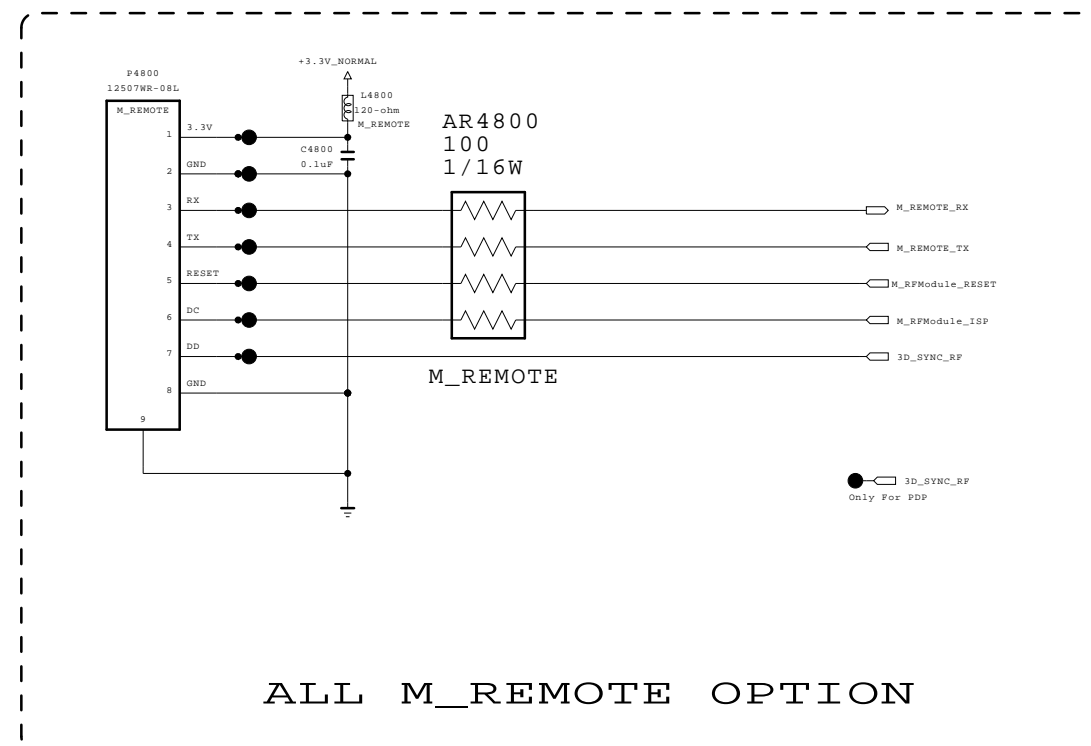 +3.3V_NORMAL
P4800
12507WR-08L
M_REMOTE
L4800
120-ohm
M_REMOTE
C4800
0.1uF
AR4800
100
1/16W
1
3.3V
2
GND
3
RX
M_REMOTE_RX
4
TX
M_REMOTE_TX
5
RESET
M_RFModule_RESET
6
DC
M_RFModule_ISP
7
DD
3D_SYNC_RF
M_REMOTE
8
GND
9
3D_SYNC_RF
Only For PDP
ALL M_REMOTE OPTION